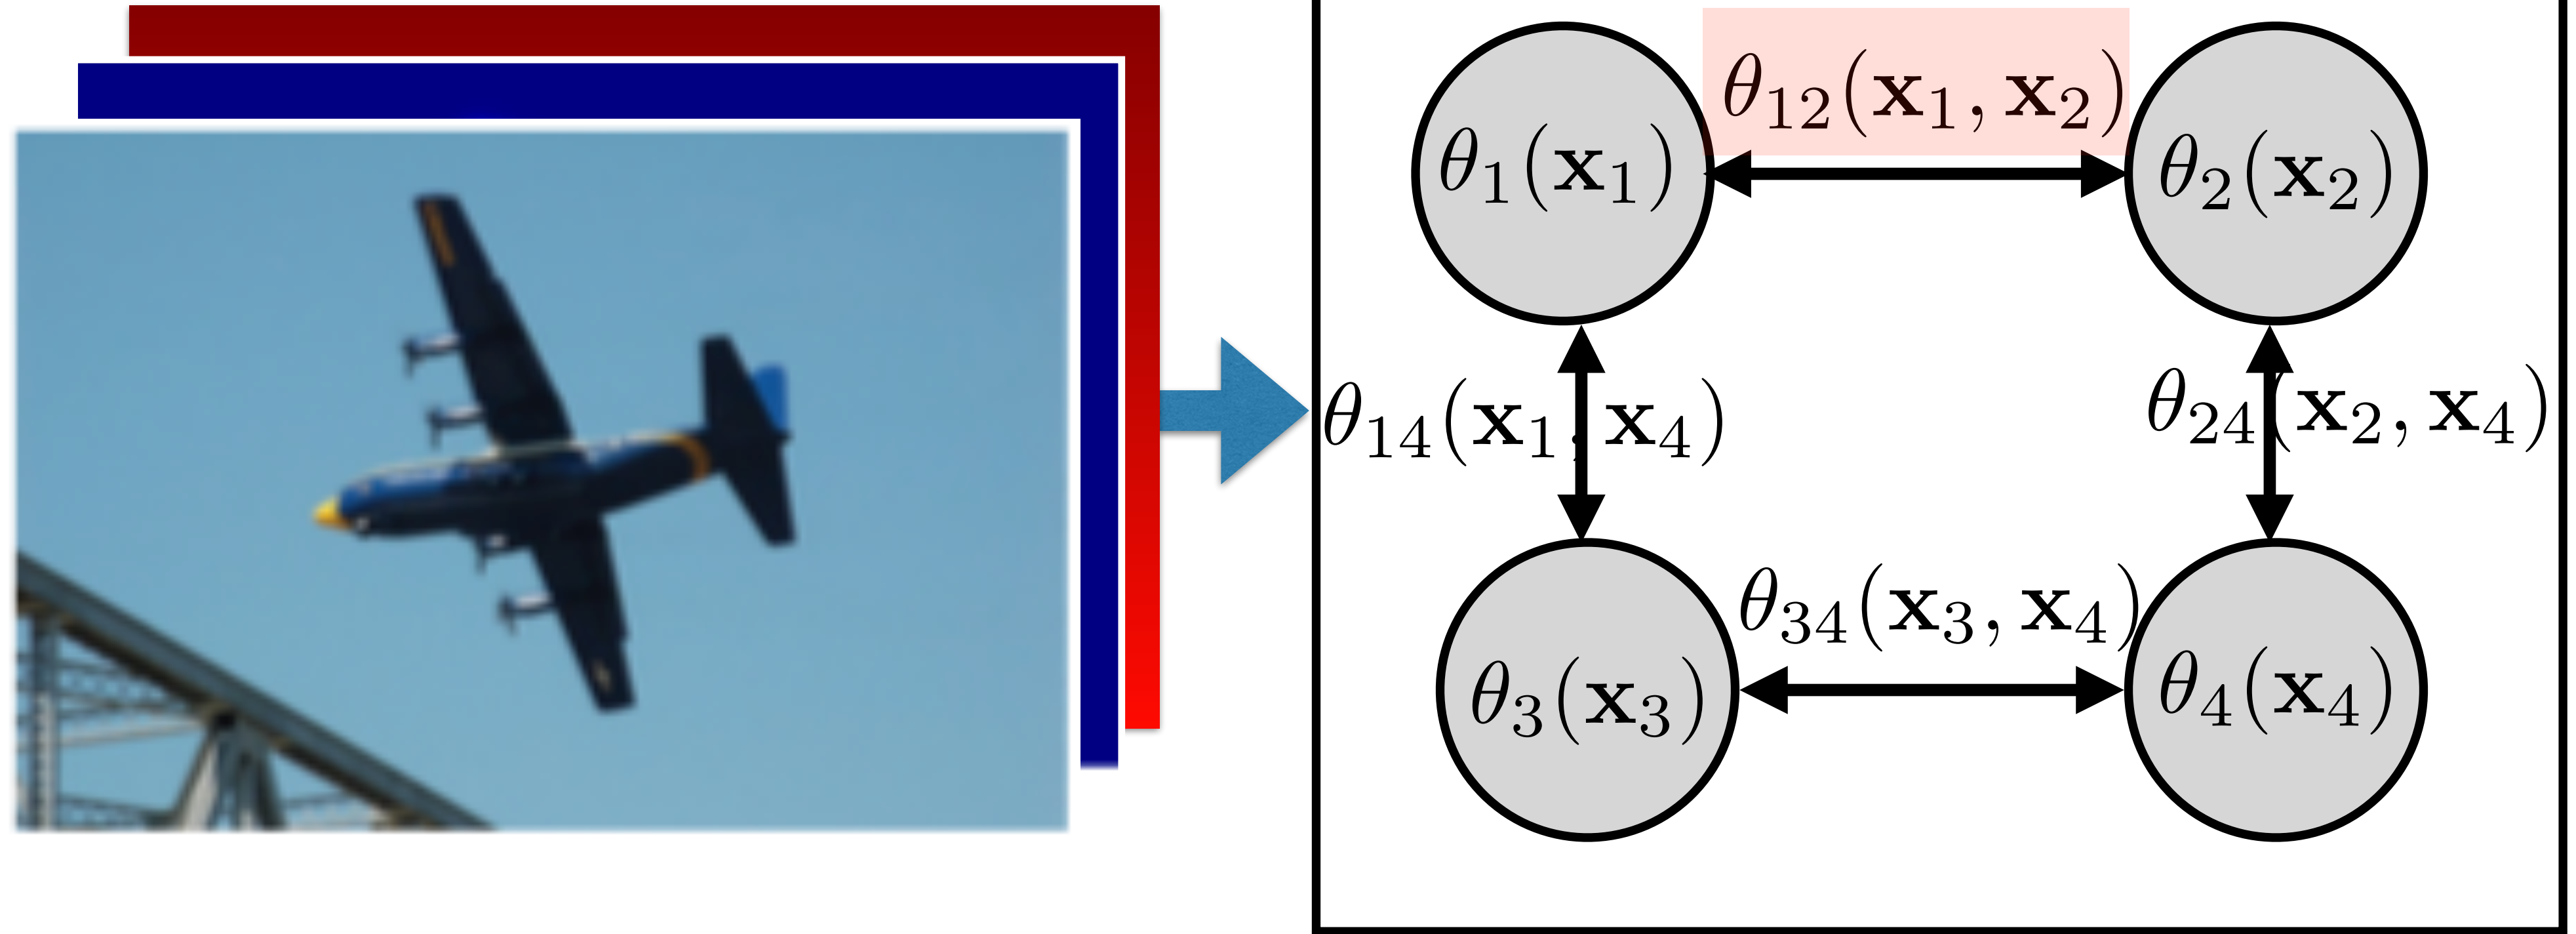 θ₁₂(x₁, x₂)
θ₁(x₁)
θ₂(x₂)
θ₁₄(x₁, x₄)
θ₂₄(x₂, x₄)
θ₃₄(x₃, x₄)
θ₃(x₃)
θ₄(x₄)